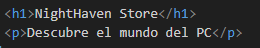 <h1>NightHaven Store</h1>
<p>Descubre el mundo del PC</p>